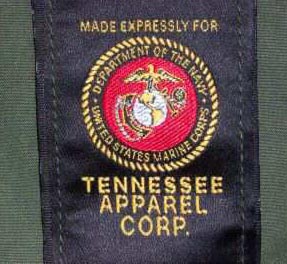 MADE EXPRESSLY FOR
DEPARTMENT OF THE NAVY
UNITED STATES MARINE CORPS
TENNESSEE
APPAREL
CORP.